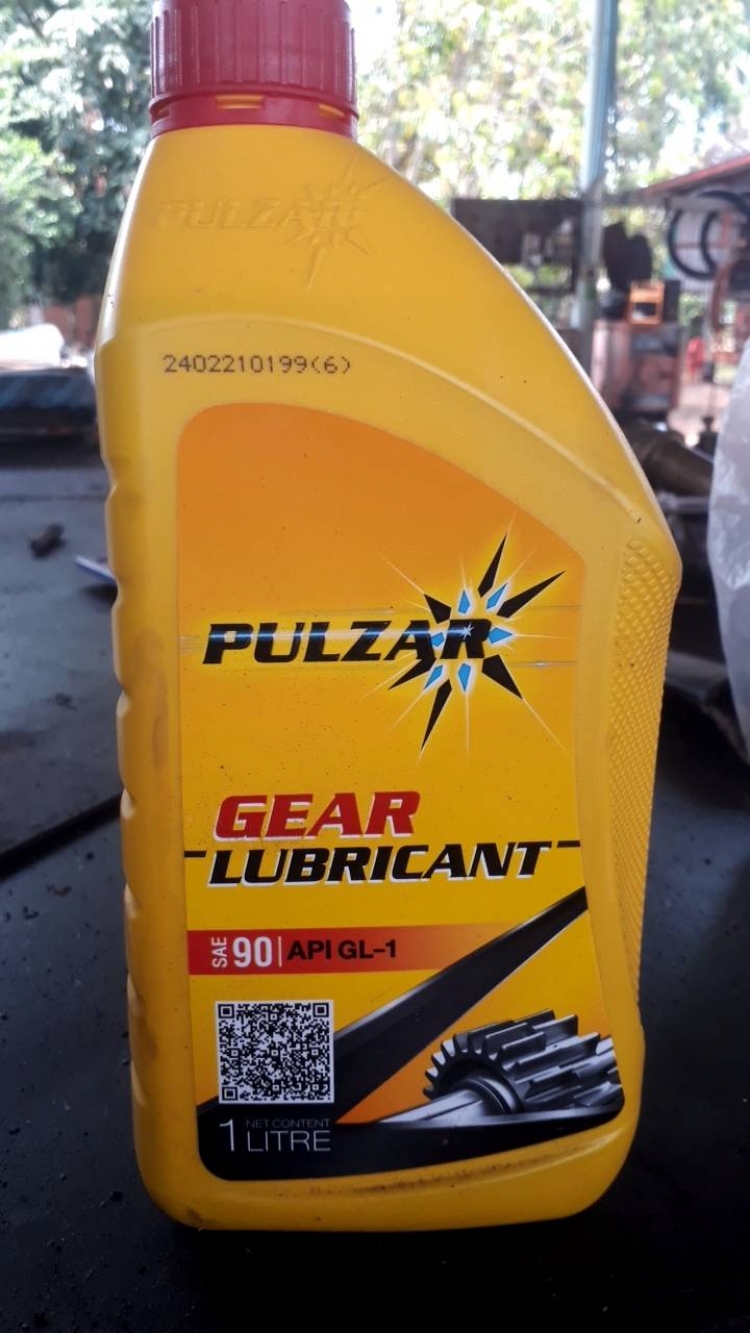 PULZAR
2402210199(6)
PULZAR
GEAR
LUBRICANT
SAE 90 API GL-1
NET CONTENT
1 LITRE